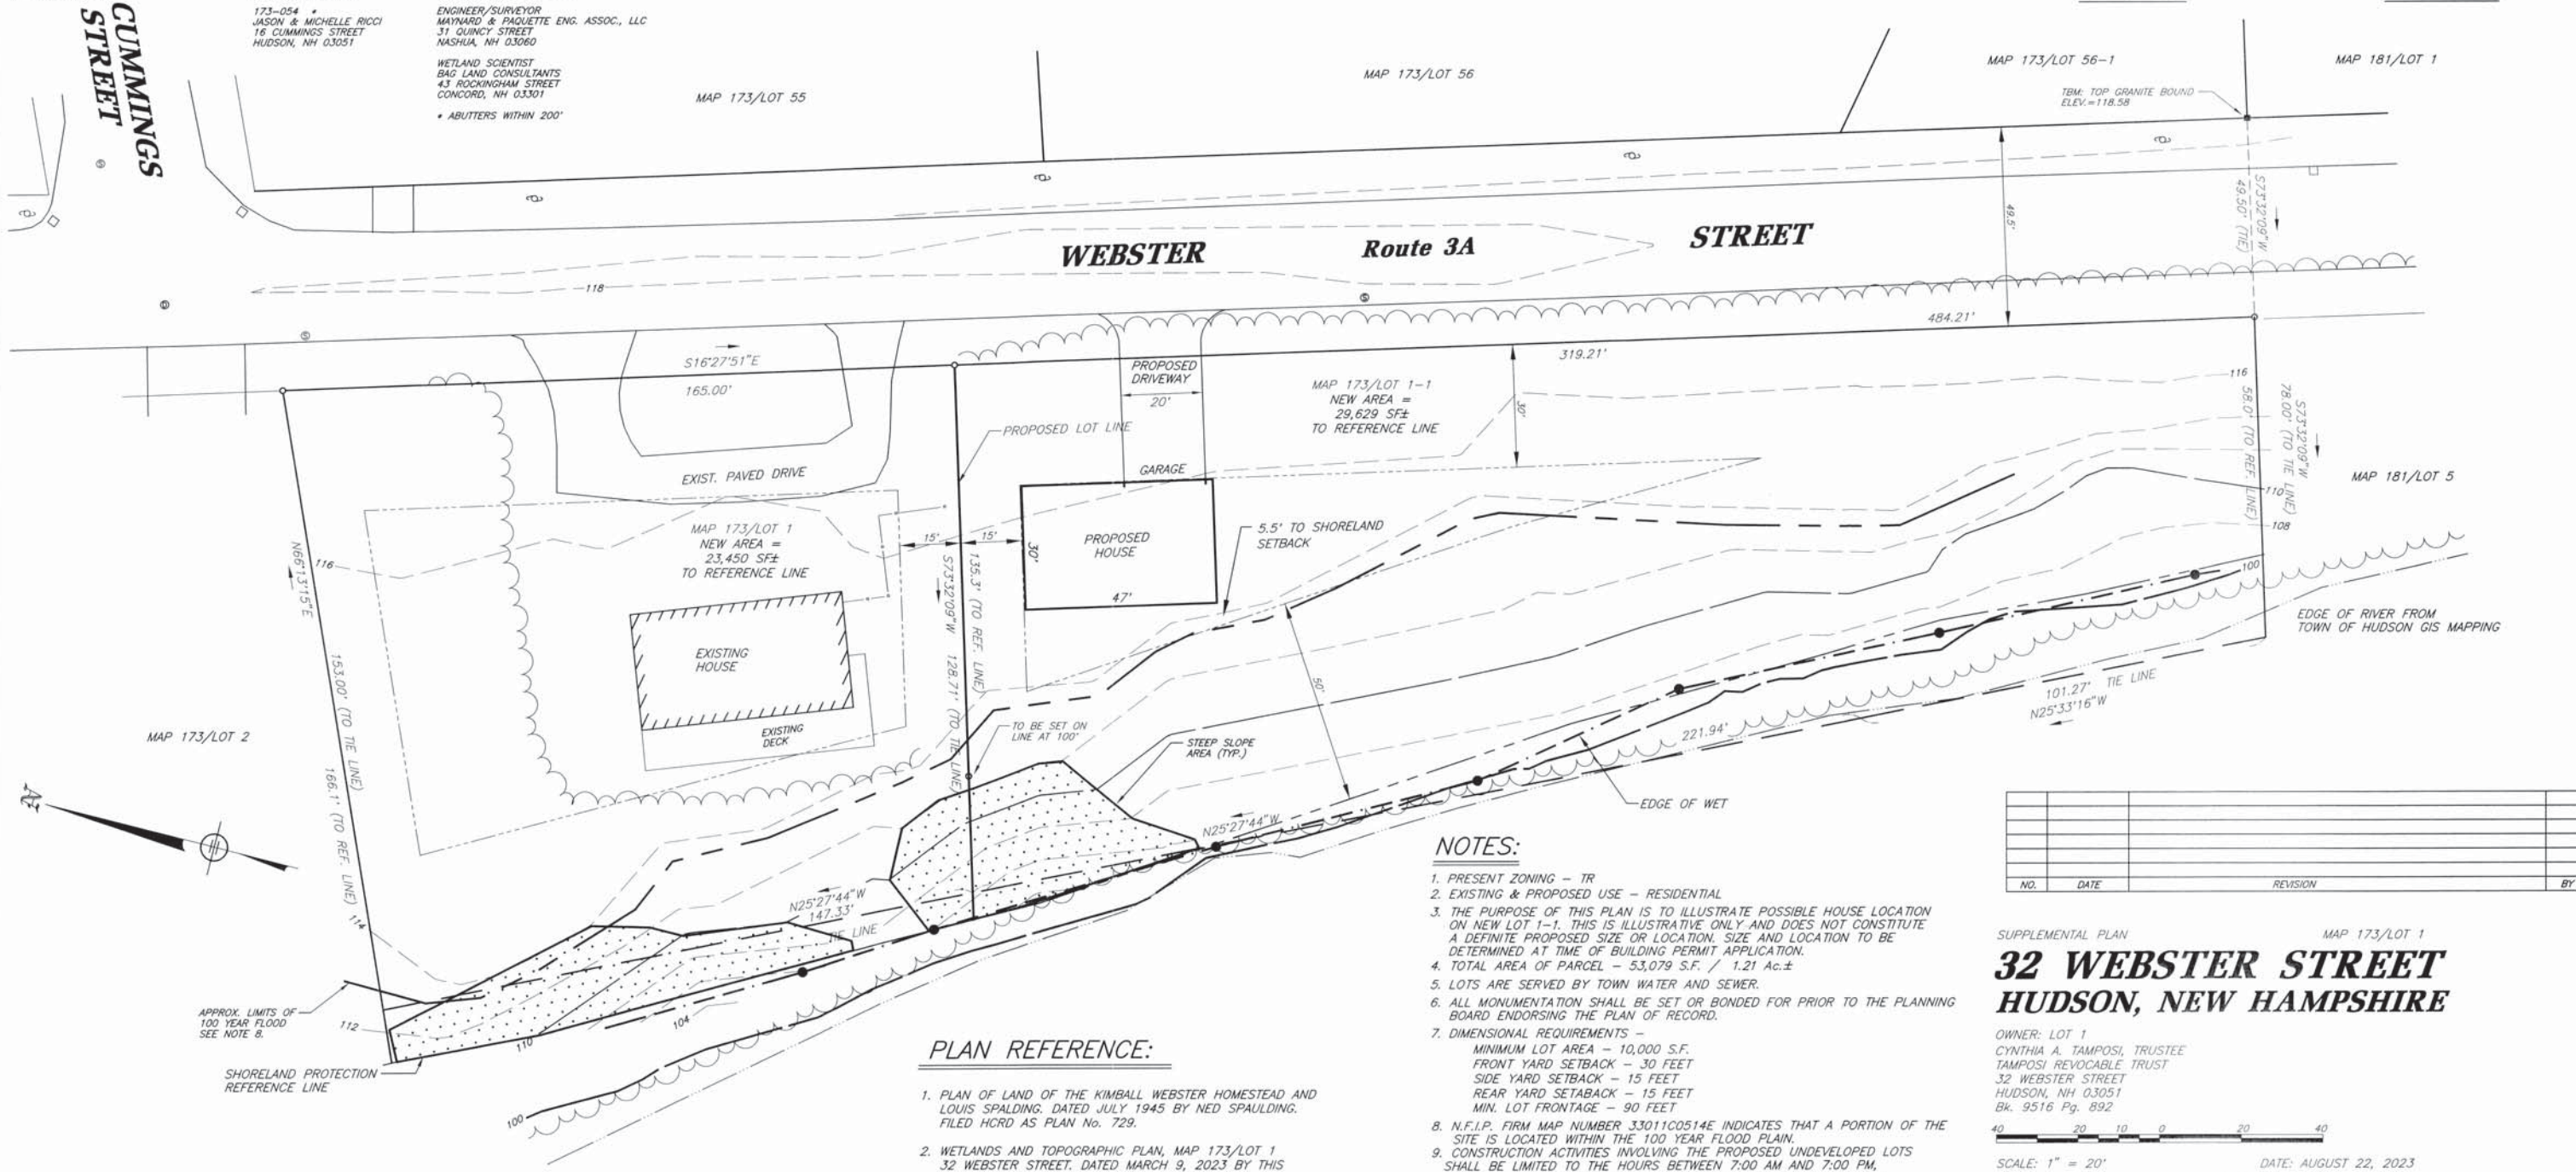 CUMMINGS
STREET
173-054 *
JASON & MICHELLE RICCI
16 CUMMINGS STREET
HUDSON, NH 03051
ENGINEER/SURVEYOR
MAYNARD & PAQUETTE ENG. ASSOC., LLC
31 QUINCY STREET
NASHUA, NH 03060
WETLAND SCIENTIST
BAG LAND CONSULTANTS
43 ROCKINGHAM STREET
CONCORD, NH 03301
* ABUTTERS WITHIN 200'
MAP 173/LOT 55
MAP 173/LOT 56
MAP 173/LOT 56-1
MAP 181/LOT 1
TBM: TOP GRANITE BOUND
ELEV.=118.58
WEBSTER Route 3A STREET
118
49.5'
S73°32'09"W
49.50' (TIE)
484.21'
319.21'
S16°27'51"E
165.00'
PROPOSED
DRIVEWAY
20'
MAP 173/LOT 1-1
NEW AREA =
29,629 SF±
TO REFERENCE LINE
30'
116
58.0' (TO REF. LINE)
S73°32'09"W
78.00' (TO TIE LINE)
PROPOSED LOT LINE
GARAGE
EXIST. PAVED DRIVE
MAP 181/LOT 5
110
108
MAP 173/LOT 1
NEW AREA =
23,450 SF±
TO REFERENCE LINE
15'
15'
30'
PROPOSED
HOUSE
47'
5.5' TO SHORELAND
SETBACK
N66°13'15"E
116
153.00' (TO TIE LINE)
166.1' (TO REF. LINE)
S73°32'09"W 128.71' (TO TIE LINE)
135.3' (TO REF. LINE)
100
EDGE OF RIVER FROM
TOWN OF HUDSON GIS MAPPING
EXISTING
HOUSE
EXISTING
DECK
50'
101.27' TIE LINE
N25°33'16"W
221.94'
MAP 173/LOT 2
TO BE SET ON
LINE AT 100'
STEEP SLOPE
AREA (TYP.)
EDGE OF WET
N25°27'44"W
N25°27'44"W
147.33'
TIE LINE
114
APPROX. LIMITS OF
100 YEAR FLOOD
SEE NOTE 8.
112
110
104
SHORELAND PROTECTION
REFERENCE LINE
100
PLAN REFERENCE:
1. PLAN OF LAND OF THE KIMBALL WEBSTER HOMESTEAD AND
LOUIS SPALDING. DATED JULY 1945 BY NED SPAULDING.
FILED HCRD AS PLAN No. 729.
2. WETLANDS AND TOPOGRAPHIC PLAN, MAP 173/LOT 1
32 WEBSTER STREET. DATED MARCH 9, 2023 BY THIS
NOTES:
1. PRESENT ZONING - TR
2. EXISTING & PROPOSED USE - RESIDENTIAL
3. THE PURPOSE OF THIS PLAN IS TO ILLUSTRATE POSSIBLE HOUSE LOCATION
ON NEW LOT 1-1. THIS IS ILLUSTRATIVE ONLY AND DOES NOT CONSTITUTE
A DEFINITE PROPOSED SIZE OR LOCATION. SIZE AND LOCATION TO BE
DETERMINED AT TIME OF BUILDING PERMIT APPLICATION.
4. TOTAL AREA OF PARCEL - 53,079 S.F. / 1.21 Ac.±
5. LOTS ARE SERVED BY TOWN WATER AND SEWER.
6. ALL MONUMENTATION SHALL BE SET OR BONDED FOR PRIOR TO THE PLANNING
BOARD ENDORSING THE PLAN OF RECORD.
7. DIMENSIONAL REQUIREMENTS -
MINIMUM LOT AREA - 10,000 S.F.
FRONT YARD SETBACK - 30 FEET
SIDE YARD SETBACK - 15 FEET
REAR YARD SETABACK - 15 FEET
MIN. LOT FRONTAGE - 90 FEET
8. N.F.I.P. FIRM MAP NUMBER 33011C0514E INDICATES THAT A PORTION OF THE
SITE IS LOCATED WITHIN THE 100 YEAR FLOOD PLAIN.
9. CONSTRUCTION ACTIVITIES INVOLVING THE PROPOSED UNDEVELOPED LOTS
SHALL BE LIMITED TO THE HOURS BETWEEN 7:00 AM AND 7:00 PM,
NO. DATE REVISION BY
SUPPLEMENTAL PLAN MAP 173/LOT 1
32 WEBSTER STREET
HUDSON, NEW HAMPSHIRE
OWNER: LOT 1
CYNTHIA A. TAMPOSI, TRUSTEE
TAMPOSI REVOCABLE TRUST
32 WEBSTER STREET
HUDSON, NH 03051
Bk. 9516 Pg. 892
40 20 10 0 20 40
SCALE: 1" = 20' DATE: AUGUST 22, 2023